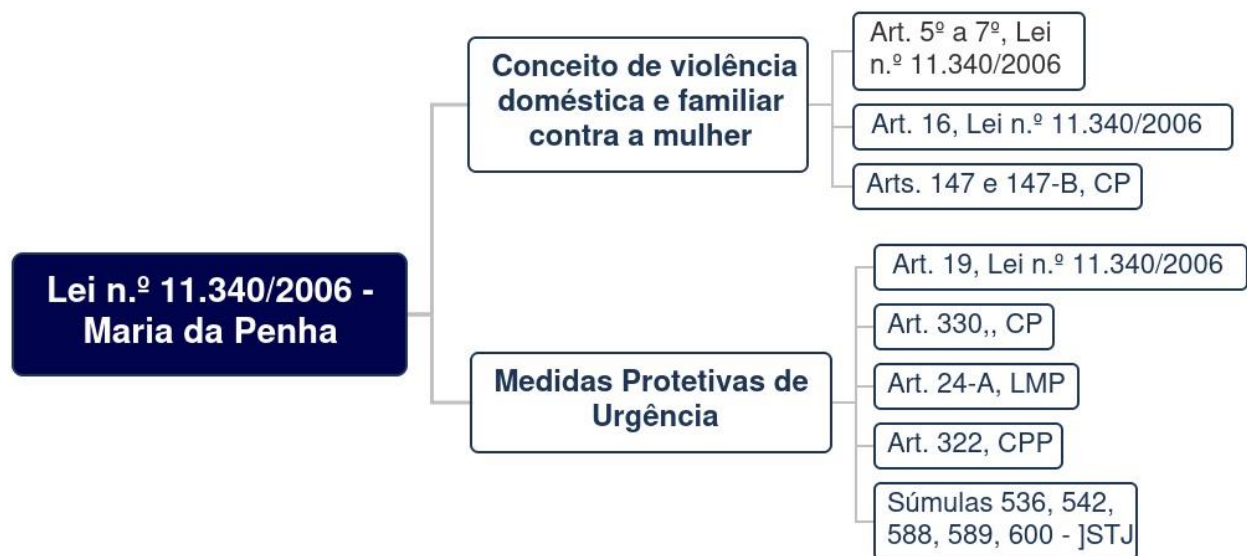 Lei n.º 11.340/2006 -
Maria da Penha
Conceito de violência
doméstica e familiar
contra a mulher
Art. 5º a 7º, Lei
n.º 11.340/2006
Art. 16, Lei n.º 11.340/2006
Arts. 147 e 147-B, CP
Medidas Protetivas de
Urgência
Art. 19, Lei n.º 11.340/2006
Art. 330,, CP
Art. 24-A, LMP
Art. 322, CPP
Súmulas 536, 542,
588, 589, 600 - ]STJ